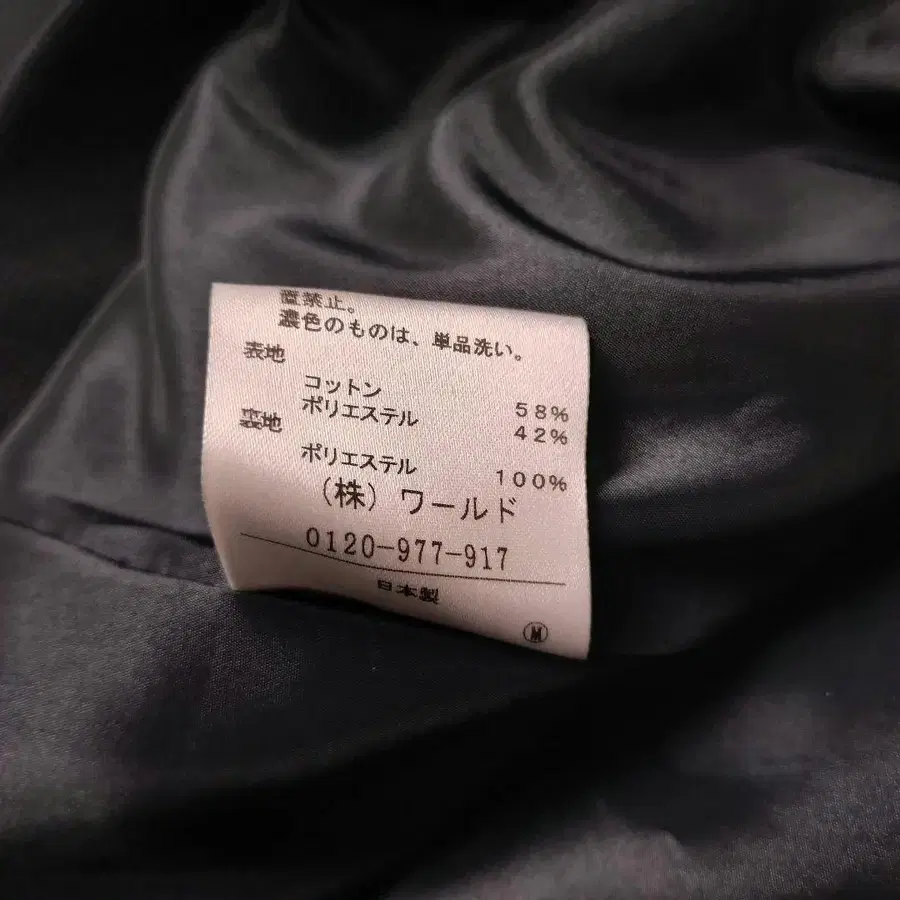 置禁止。
濃色のものは、単品洗い。
表地
コットン 58%
ポリエステル 42%
裏地
ポリエステル 100%
（株）ワールド
0120-977-917
日本製
Ⓜ